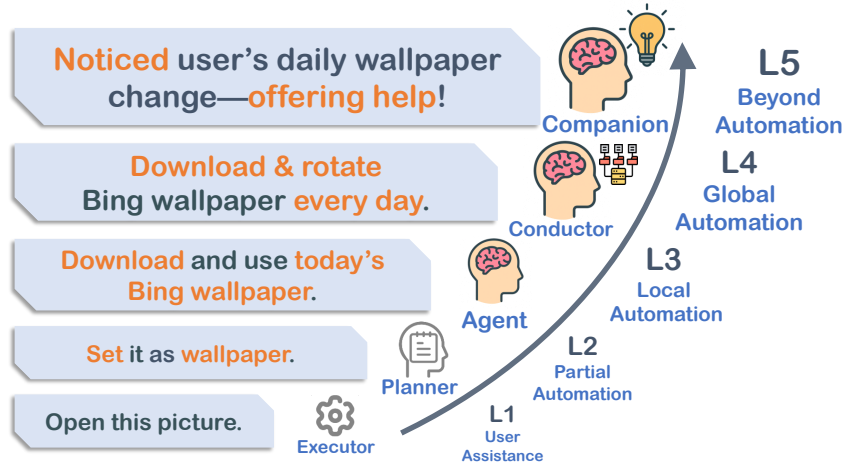 Noticed user's daily wallpaper
change—offering help!
Companion
L5
Beyond
Automation
Download & rotate
Bing wallpaper every day.
Conductor
L4
Global
Automation
Download and use today's
Bing wallpaper.
Agent
L3
Local
Automation
Set it as wallpaper.
Planner
L2
Partial
Automation
Open this picture.
Executor
L1
User
Assistance